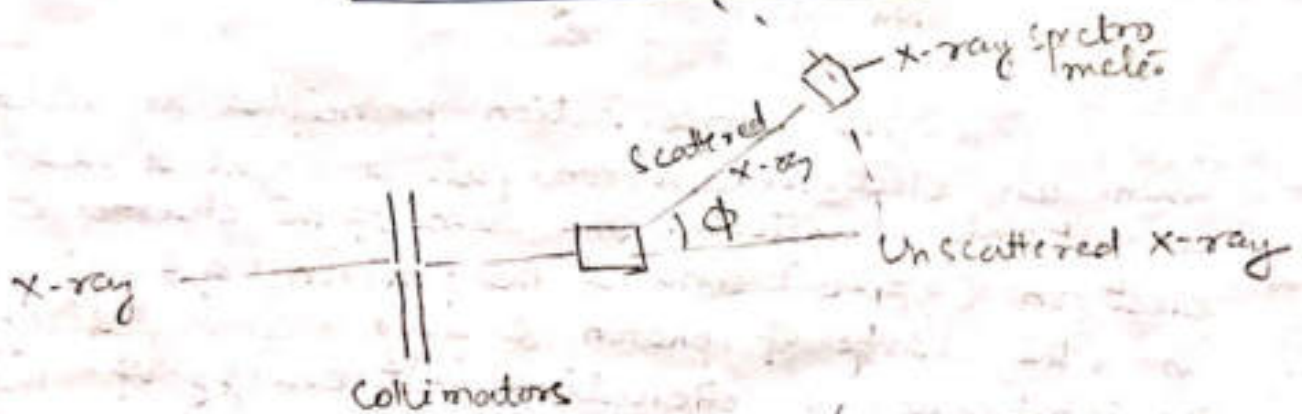 x-ray spectro
meter
Scattered
x-ray
φ
Unscattered x-ray
x-ray
Collimators